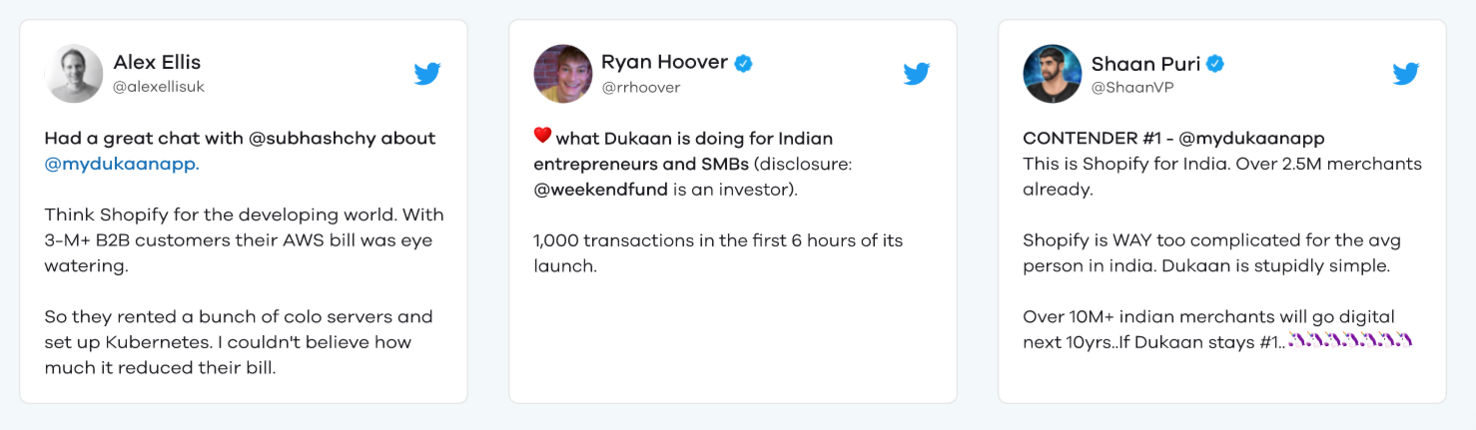 Alex Ellis
@alexellisuk
Had a great chat with @subhashchy about
@mydukaanapp.
Think Shopify for the developing world. With
3-M+ B2B customers their AWS bill was eye
watering.
So they rented a bunch of colo servers and
set up Kubernetes. I couldn't believe how
much it reduced their bill.
Ryan Hoover
@rrhoover
❤️ what Dukaan is doing for Indian
entrepreneurs and SMBs (disclosure:
@weekendfund is an investor).
1,000 transactions in the first 6 hours of its
launch.
Shaan Puri
@ShaanVP
CONTENDER #1 - @mydukaanapp
This is Shopify for India. Over 2.5M merchants
already.
Shopify is WAY too complicated for the avg
person in india. Dukaan is stupidly simple.
Over 10M+ indian merchants will go digital
next 10yrs..If Dukaan stays #1..🦄🦄🦄🦄🦄🦄🦄